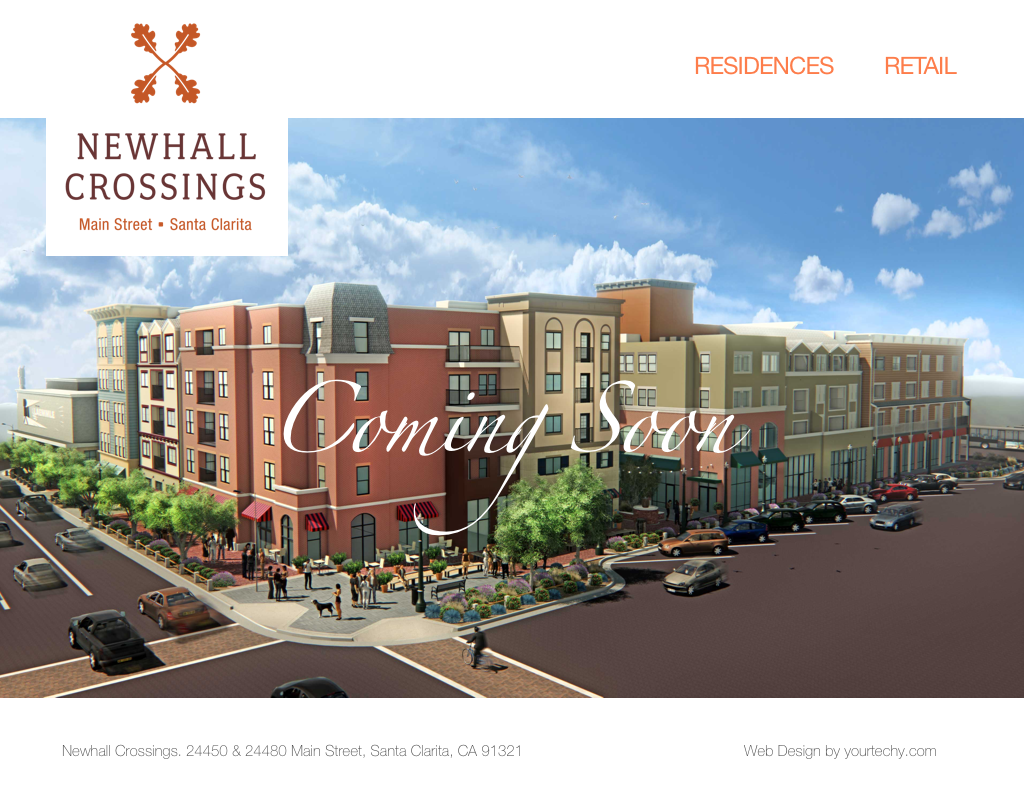 RESIDENCES RETAIL
NEWHALL
CROSSINGS
Main Street ▪ Santa Clarita
Coming Soon
Newhall Crossings. 24450 & 24480 Main Street, Santa Clarita, CA 91321
Web Design by yourtechy.com